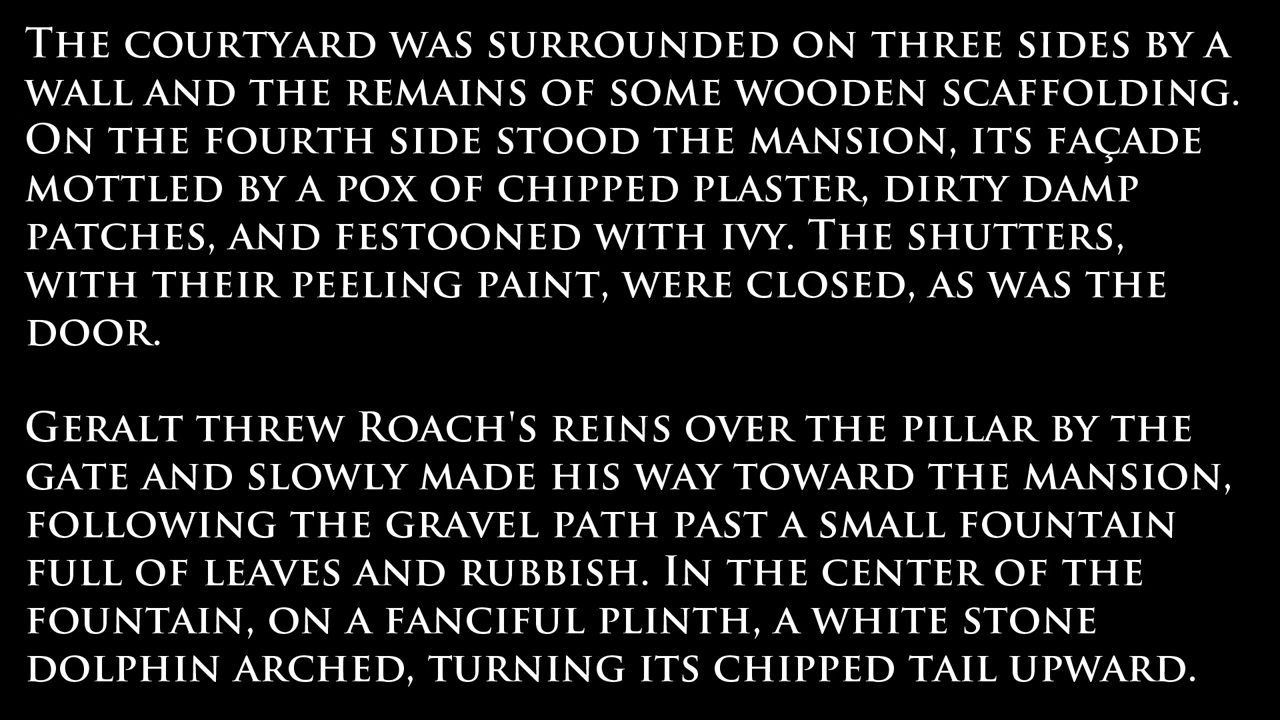 The courtyard was surrounded on three sides by a
wall and the remains of some wooden scaffolding.
On the fourth side stood the mansion, its façade
mottled by a pox of chipped plaster, dirty damp
patches, and festooned with ivy. The shutters,
with their peeling paint, were closed, as was the
door.

Geralt threw Roach's reins over the pillar by the
gate and slowly made his way toward the mansion,
following the gravel path past a small fountain
full of leaves and rubbish. In the center of the
fountain, on a fanciful plinth, a white stone
dolphin arched, turning its chipped tail upward.